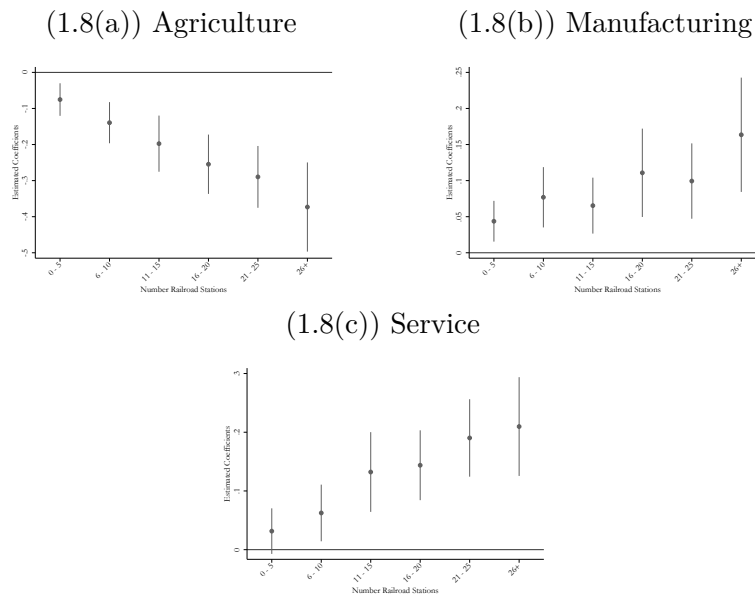 (1.8(a)) Agriculture
Estimated Coefficients
0
-.1
-.2
-.3
-.4
-.5
0 - 5
6 - 10
11 - 15
16 - 20
21 - 25
26+
Number Railroad Stations
(1.8(b)) Manufacturing
Estimated Coefficients
.25
.2
.15
.1
.05
0
0 - 5
6 - 10
11 - 15
16 - 20
21 - 25
26+
Number Railroad Stations
(1.8(c)) Service
Estimated Coefficients
.3
.2
.1
0
0 - 5
6 - 10
11 - 15
16 - 20
21 - 25
26+
Number Railroad Stations